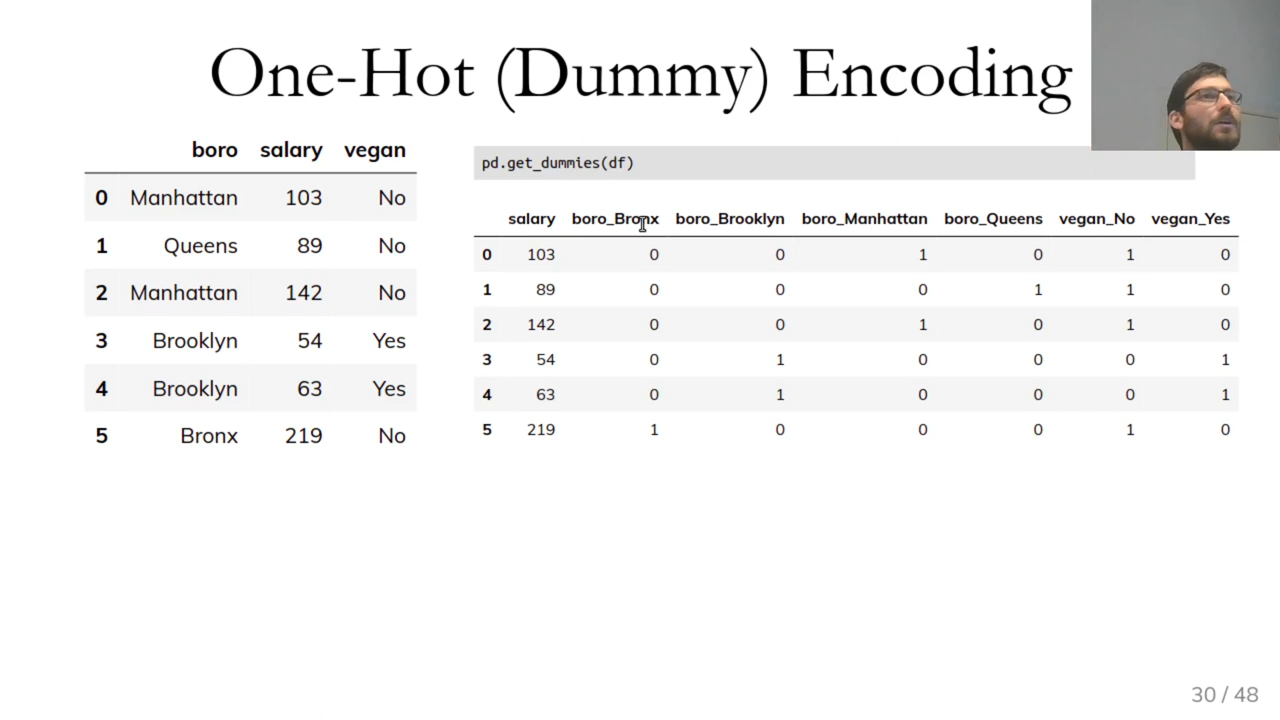 One-Hot (Dummy) Encoding
boro salary vegan
0 Manhattan 103 No
1 Queens 89 No
2 Manhattan 142 No
3 Brooklyn 54 Yes
4 Brooklyn 63 Yes
5 Bronx 219 No
pd.get_dummies(df)
salary boro_Bronx boro_Brooklyn boro_Manhattan boro_Queens vegan_No vegan_Yes
0 103 0 0 1 0 1 0
1 89 0 0 0 1 1 0
2 142 0 0 1 0 1 0
3 54 0 1 0 0 0 1
4 63 0 1 0 0 0 1
5 219 1 0 0 0 1 0
30 / 48